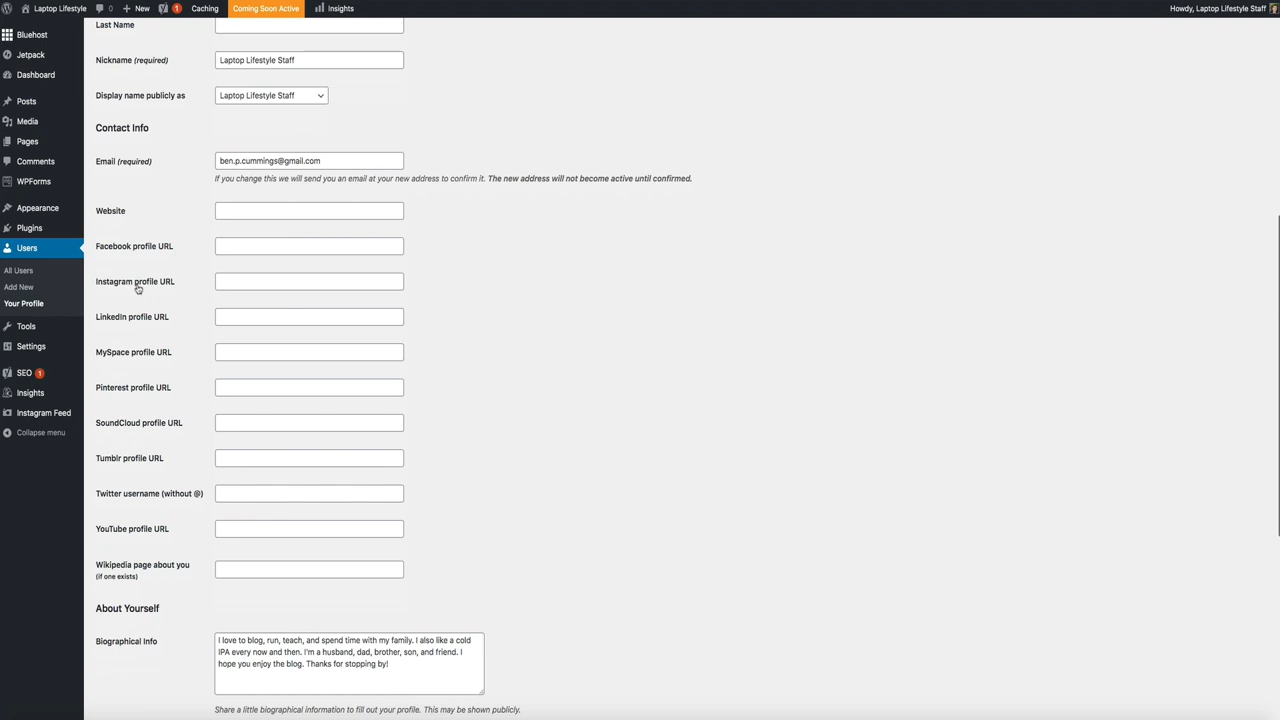 Laptop Lifestyle 0 New 1 Caching Coming Soon Active Insights Howdy, Laptop Lifestyle Staff
Bluehost
Jetpack
Dashboard
Posts
Media
Pages
Comments
WPForms
Appearance
Plugins
Users
All Users
Add New
Your Profile
Tools
Settings
SEO 1
Insights
Instagram Feed
Collapse menu
Last Name
Nickname (required) Laptop Lifestyle Staff
Display name publicly as Laptop Lifestyle Staff
Contact Info
Email (required) ben.p.cummings@gmail.com
If you change this we will send you an email at your new address to confirm it. The new address will not become active until confirmed.
Website
Facebook profile URL
Instagram profile URL
LinkedIn profile URL
MySpace profile URL
Pinterest profile URL
SoundCloud profile URL
Tumblr profile URL
Twitter username (without @)
YouTube profile URL
Wikipedia page about you
(if one exists)
About Yourself
Biographical Info
I love to blog, run, teach, and spend time with my family. I also like a cold
IPA every now and then. I'm a husband, dad, brother, son, and friend. I
hope you enjoy the blog. Thanks for stopping by!
Share a little biographical information to fill out your profile. This may be shown publicly.